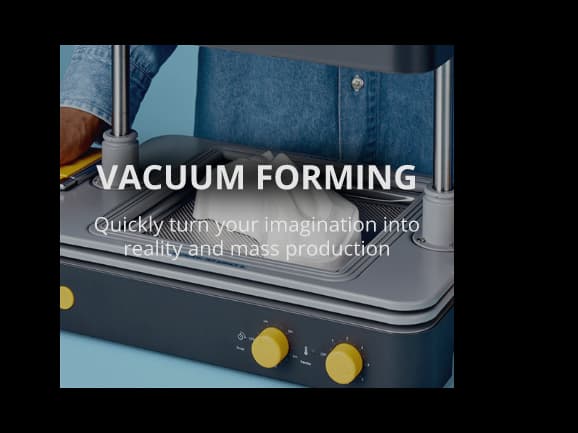 VACUUM FORMING
Quickly turn your imagination into
reality and mass production